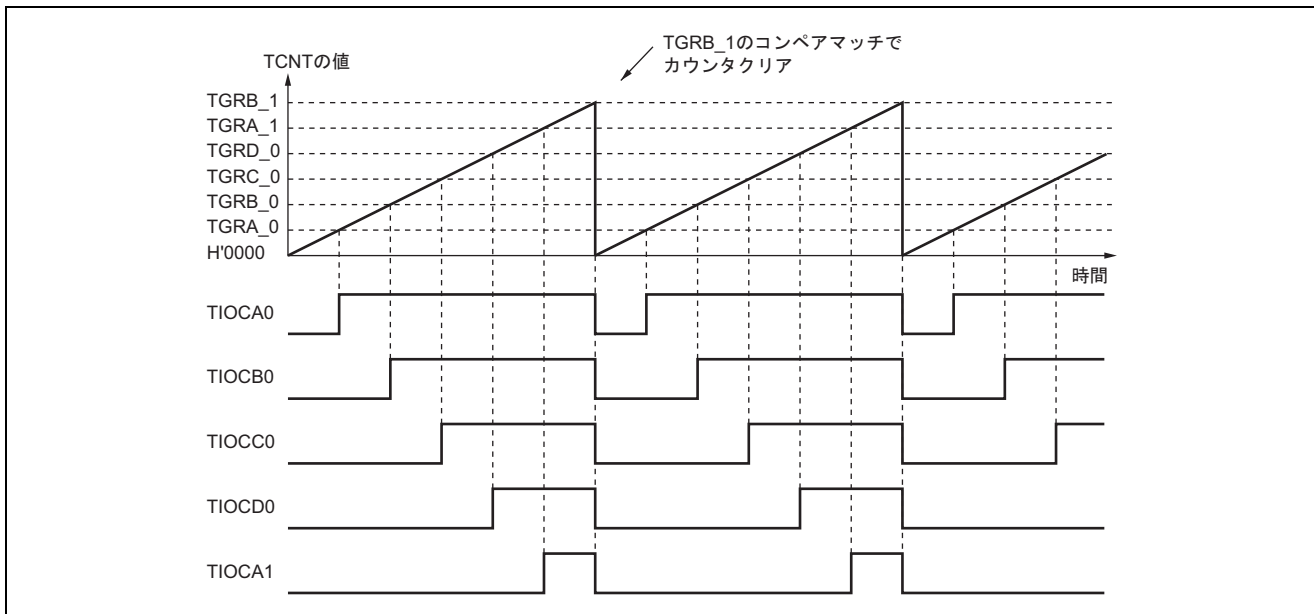 TGRB_1のコンペアマッチで
カウンタクリア
TCNTの値
TGRB_1
TGRA_1
TGRD_0
TGRC_0
TGRB_0
TGRA_0
H'0000
時間
TIOCA0
TIOCB0
TIOCC0
TIOCD0
TIOCA1